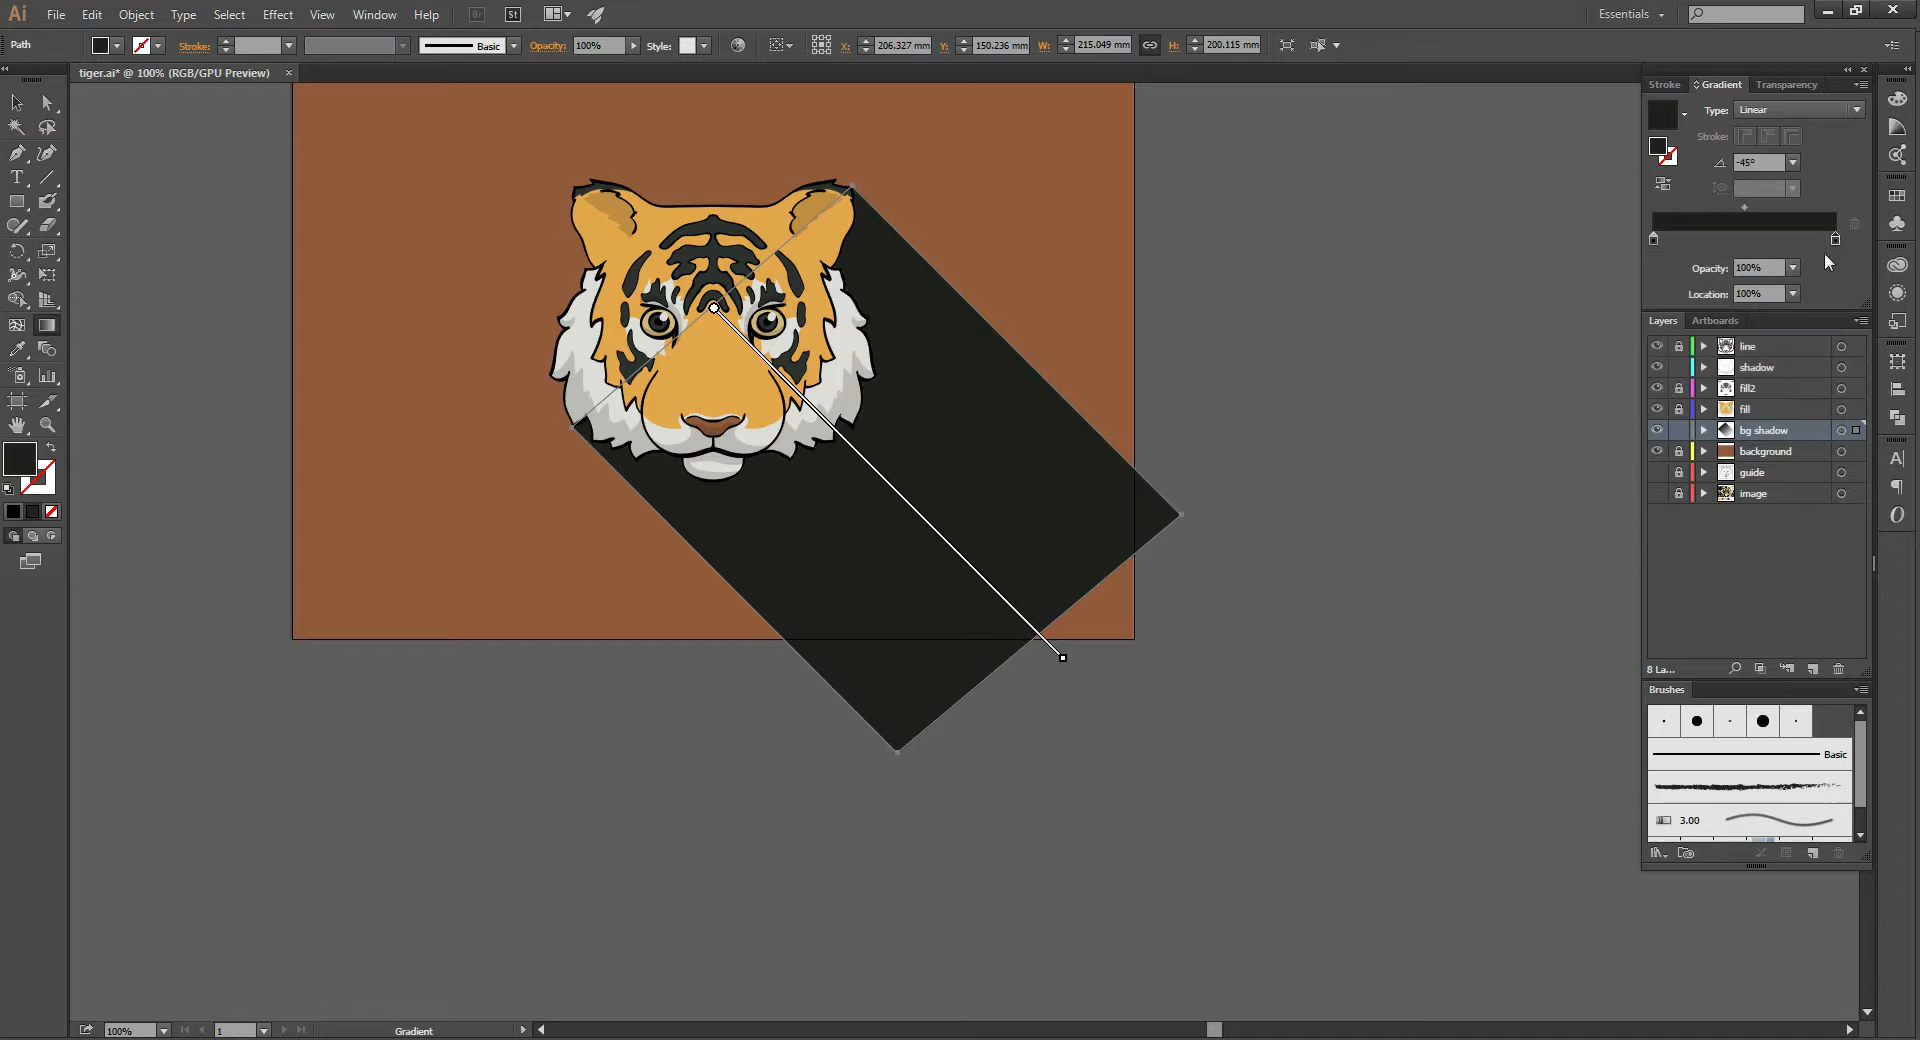 Ai File Edit Object Type Select Effect View Window Help Br St Essentials
Path Stroke: Basic Opacity: 100% Style: X: 206.327 mm Y: 150.236 mm W: 215.049 mm H: 200.115 mm
tiger.ai* @ 100% (RGB/GPU Preview)
Stroke Gradient Transparency
Type: Linear
Stroke:
-45°
Opacity: 100%
Location: 100%
Layers Artboards
line
shadow
fill2
fill
bg shadow
background
guide
image
8 La...
Brushes
Basic
3.00
100% 1 Gradient